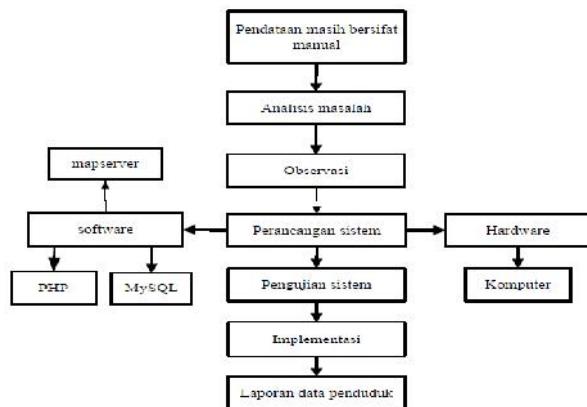 Pendataan masih bersifat
manual
Analisis masalah
mapserver
Observasi
software
Perancangan sistem
Hardware
PHP
MySQL
Pengujian sistem
Komputer
Implementasi
Laporan data penduduk